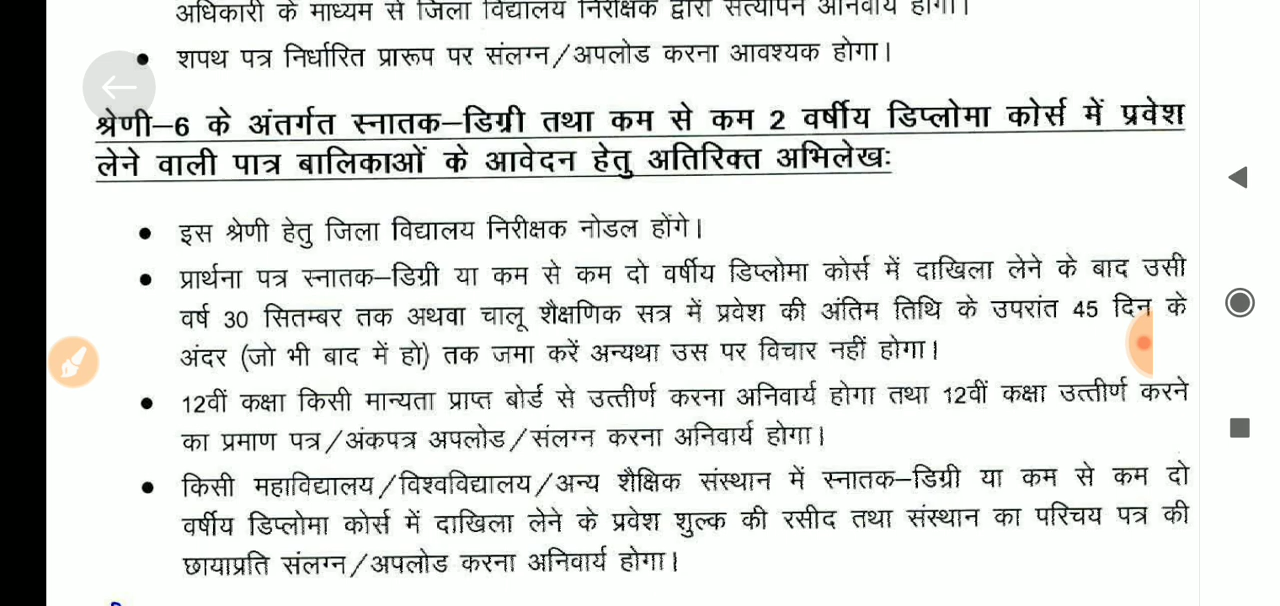 अधिकारी के माध्यम से जिला विद्यालय निरीक्षक द्वारा सत्यापन अनिवार्य होगा।
• शपथ पत्र निर्धारित प्रारूप पर संलग्न/अपलोड करना आवश्यक होगा।
श्रेणी–6 के अंतर्गत स्नातक–डिग्री तथा कम से कम 2 वर्षीय डिप्लोमा कोर्स में प्रवेश
लेने वाली पात्र बालिकाओं के आवेदन हेतु अतिरिक्त अभिलेखः
• इस श्रेणी हेतु जिला विद्यालय निरीक्षक नोडल होंगे।
• प्रार्थना पत्र स्नातक–डिग्री या कम से कम दो वर्षीय डिप्लोमा कोर्स में दाखिला लेने के बाद उसी
वर्ष 30 सितम्बर तक अथवा चालू शैक्षणिक सत्र में प्रवेश की अंतिम तिथि के उपरांत 45 दिन के
अंदर (जो भी बाद में हो) तक जमा करें अन्यथा उस पर विचार नहीं होगा।
• 12वीं कक्षा किसी मान्यता प्राप्त बोर्ड से उत्तीर्ण करना अनिवार्य होगा तथा 12वीं कक्षा उत्तीर्ण करने
का प्रमाण पत्र/अंकपत्र अपलोड/संलग्न करना अनिवार्य होगा।
• किसी महाविद्यालय/विश्वविद्यालय/अन्य शैक्षिक संस्थान में स्नातक–डिग्री या कम से कम दो
वर्षीय डिप्लोमा कोर्स में दाखिला लेने के प्रवेश शुल्क की रसीद तथा संस्थान का परिचय पत्र की
छायाप्रति संलग्न/अपलोड करना अनिवार्य होगा।